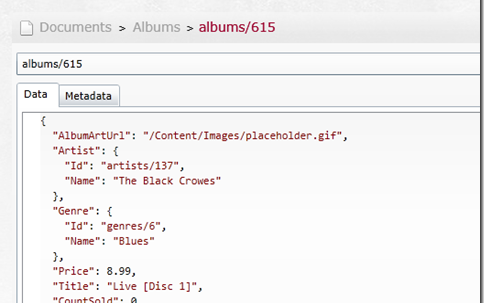 Documents > Albums > albums/615
albums/615
Data Metadata
{
"AlbumArtUrl": "/Content/Images/placeholder.gif",
"Artist": {
"Id": "artists/137",
"Name": "The Black Crowes"
},
"Genre": {
"Id": "genres/6",
"Name": "Blues"
},
"Price": 8.99,
"Title": "Live [Disc 1]",
"CountSold": 0